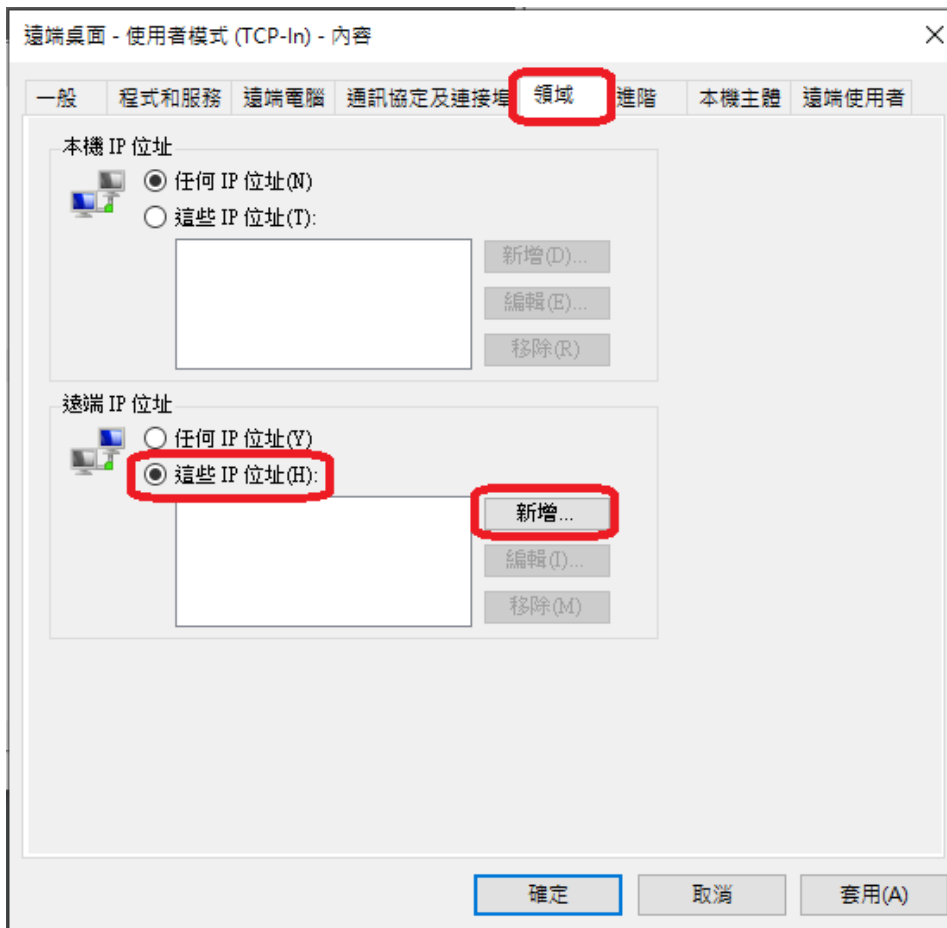 遠端桌面 - 使用者模式 (TCP-In) - 內容
一般 程式和服務 遠端電腦 通訊協定及連接埠 領域 進階 本機主體 遠端使用者
本機 IP 位址
任何 IP 位址(N)
這些 IP 位址(T):
新增(D)...
編輯(E)...
移除(R)
遠端 IP 位址
任何 IP 位址(Y)
這些 IP 位址(H):
新增...
編輯(I)...
移除(M)
確定 取消 套用(A)